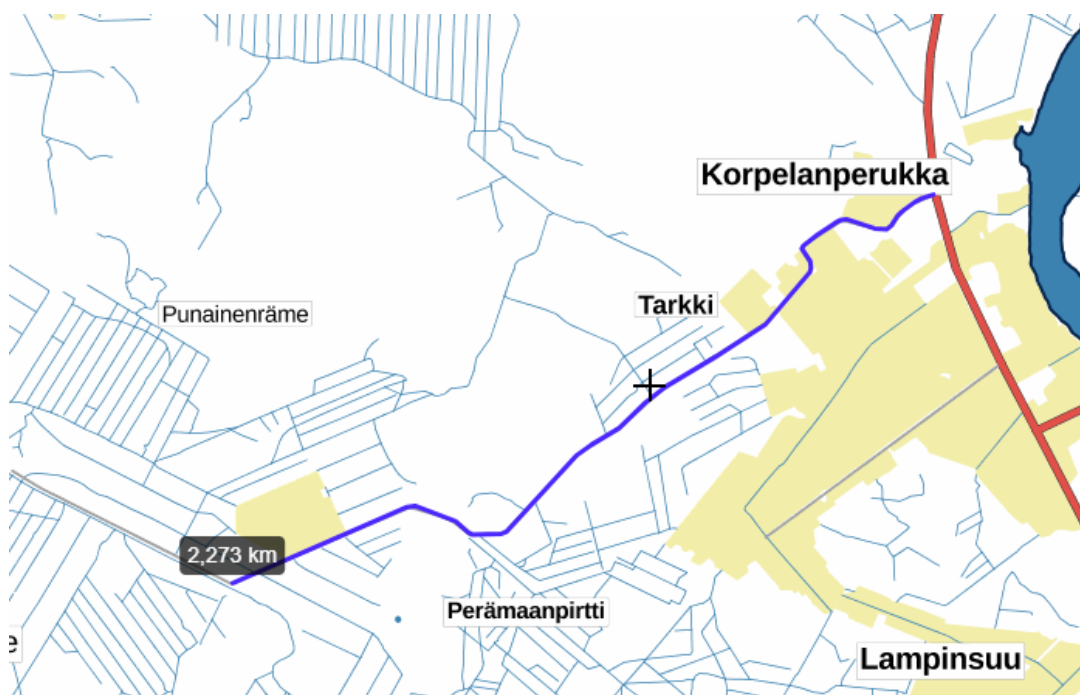 Korpelanperukka
Tarkki
Punainenräme
2,273 km
Perämaanpirtti
e
Lampinsuu